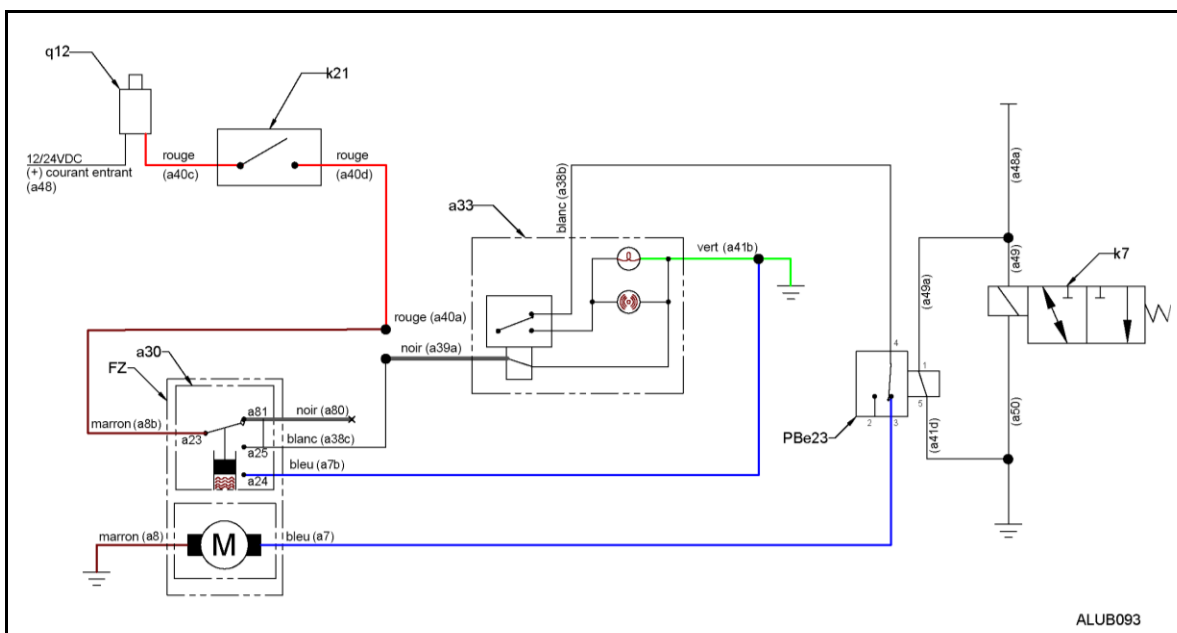 q12
k21
12/24VDC
(+) courant entrant
(a48)
rouge
(a40c)
rouge
(a40d)
a33
blanc (a38b)
vert (a41b)
(a48a)
(a49)
k7
(a49a)
rouge (a40a)
noir (a39a)
a30
FZ
4
1
5
2
3
(a41d)
(a50)
PBe23
a81
noir (a80)
marron (a8b)
a23
blanc (a38c)
a25
bleu (a7b)
a24
marron (a8)
M
bleu (a7)
ALUB093